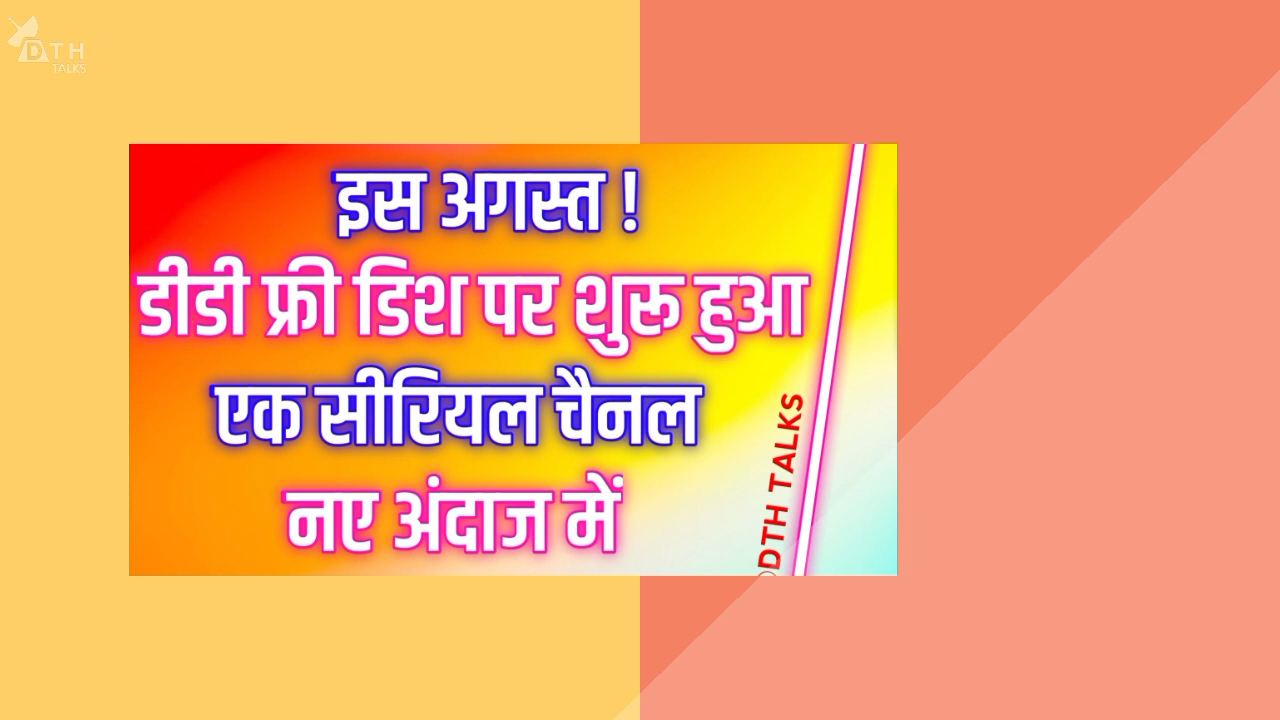 DTH
TALKS
इस अगस्त !
डीडी फ्री डिश पर शुरू हुआ
एक सीरियल चैनल
नए अंदाज में
DTH TALKS